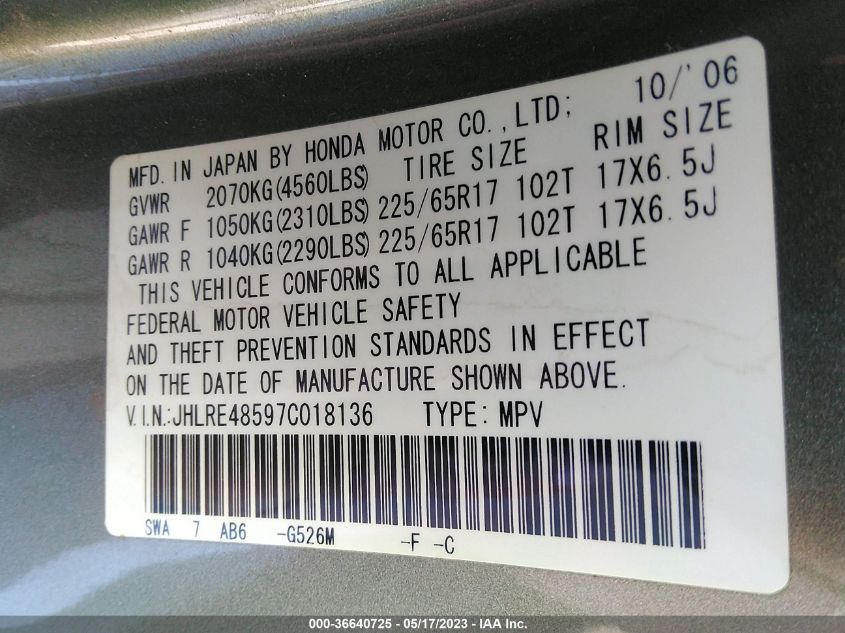 MFD. IN JAPAN BY HONDA MOTOR CO., LTD; 10/'06
GVWR 2070KG(4560LBS) TIRE SIZE RIM SIZE
GAWR F 1050KG(2310LBS) 225/65R17 102T 17X6.5J
GAWR R 1040KG(2290LBS) 225/65R17 102T 17X6.5J
THIS VEHICLE CONFORMS TO ALL APPLICABLE
FEDERAL MOTOR VEHICLE SAFETY
AND THEFT PREVENTION STANDARDS IN EFFECT
ON THE DATE OF MANUFACTURE SHOWN ABOVE.
V.I.N.:JHLRE48597C018136 TYPE: MPV
SWA 7 AB6 -G526M -F -C
000-36640725 - 05/17/2023 - IAA Inc.